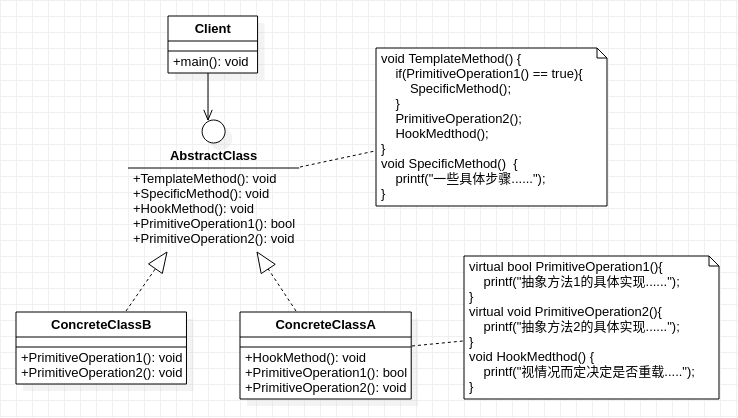 Client
+main(): void
void TemplateMethod() {
if(PrimitiveOperation1() == true){
SpecificMethod();
}
PrimitiveOperation2();
HookMedthod();
}
void SpecificMethod() {
printf("一些具体步骤......");
}
AbstractClass
+TemplateMethod(): void
+SpecificMethod(): void
+HookMethod(): void
+PrimitiveOperation1(): bool
+PrimitiveOperation2(): void
virtual bool PrimitiveOperation1(){
printf("抽象方法1的具体实现......");
}
virtual void PrimitiveOperation2(){
printf("抽象方法2的具体实现......");
}
void HookMedthod() {
printf("视情况而定决定是否重载.....");
}
ConcreteClassB
+PrimitiveOperation1(): void
+PrimitiveOperation2(): void
ConcreteClassA
+HookMethod(): void
+PrimitiveOperation1(): bool
+PrimitiveOperation2(): void